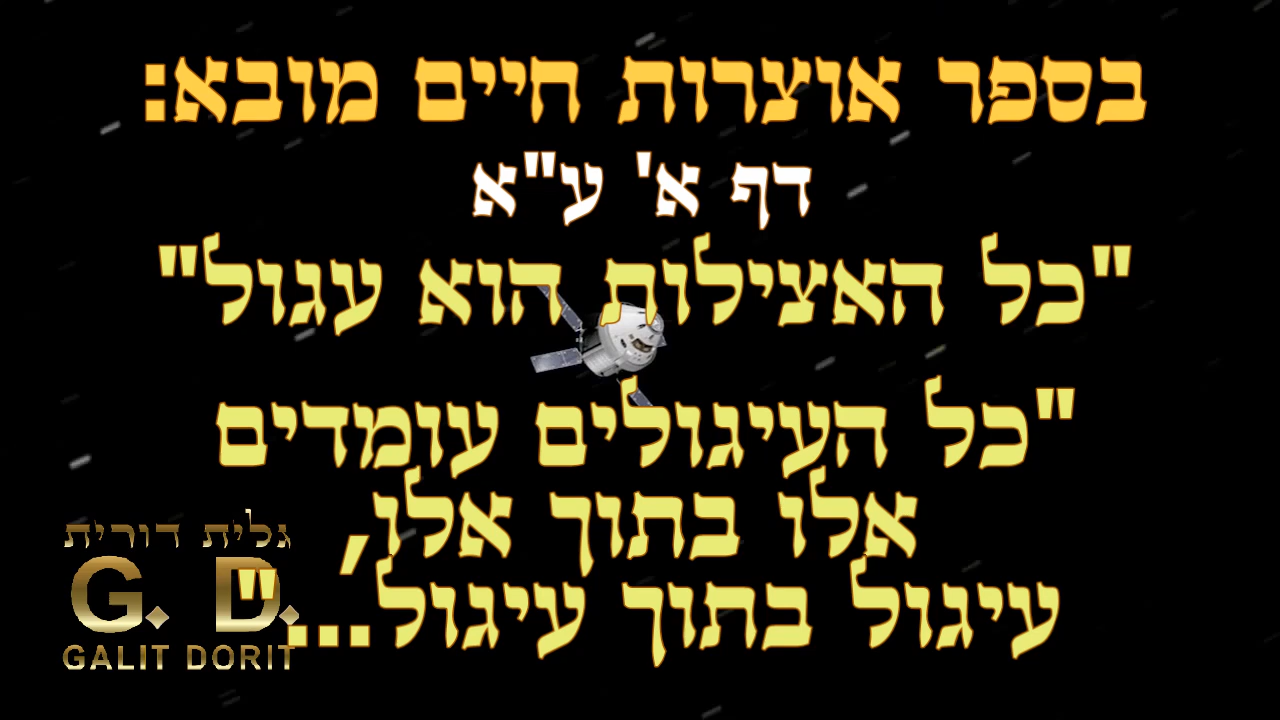 בספר אוצרות חיים מובא:
דף א' ע"א
"כל האצילות הוא עגול"
"כל העיגולים עומדים
אלו בתוך אלו,
עיגול בתוך עיגול..."
גלית דורית
G. D.
GALIT DORIT